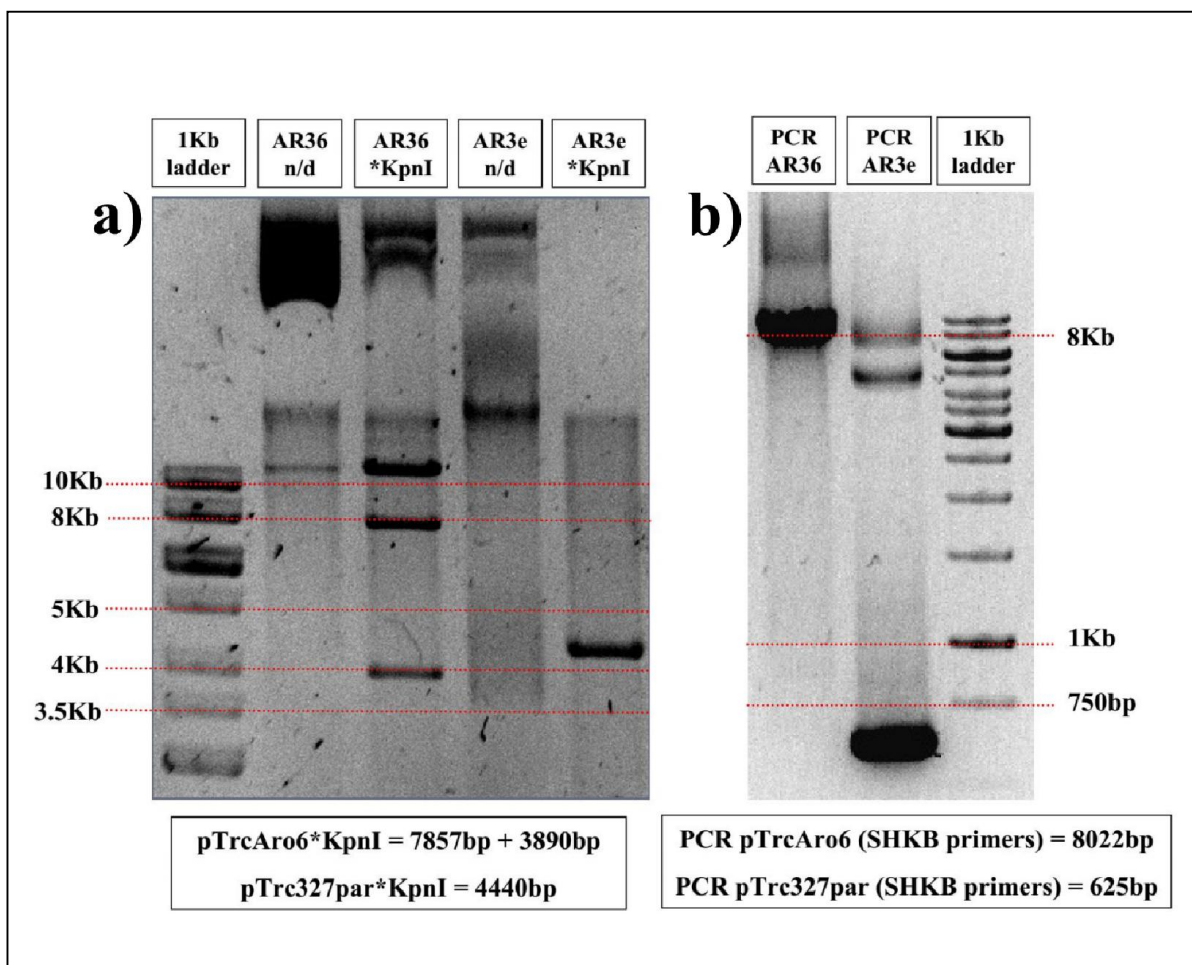 1Kb
ladder
AR36
n/d
AR36
*KpnI
AR3e
n/d
AR3e
*KpnI
a)
10Kb
8Kb
5Kb
4Kb
3.5Kb
pTrcAro6*KpnI = 7857bp + 3890bp
pTrc327par*KpnI = 4440bp
PCR
AR36
PCR
AR3e
1Kb
ladder
b)
8Kb
1Kb
750bp
PCR pTrcAro6 (SHKB primers) = 8022bp
PCR pTrc327par (SHKB primers) = 625bp